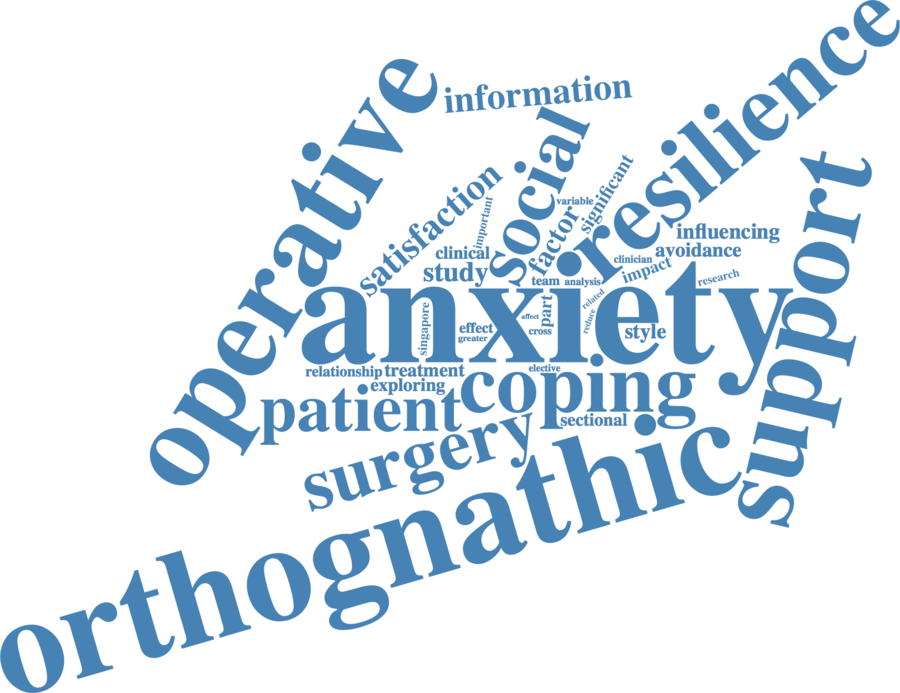 operative
information
resilience
social
support
satisfaction
important
variable
significant
factor
influencing
avoidance
clinical
study
clinician
impact
research
team
analysis
anxiety
related
reduce
part
affect
cross
style
effect
greater
singapore
relationship
treatment
elective
exploring
coping
patient
sectional
surgery
orthognathic